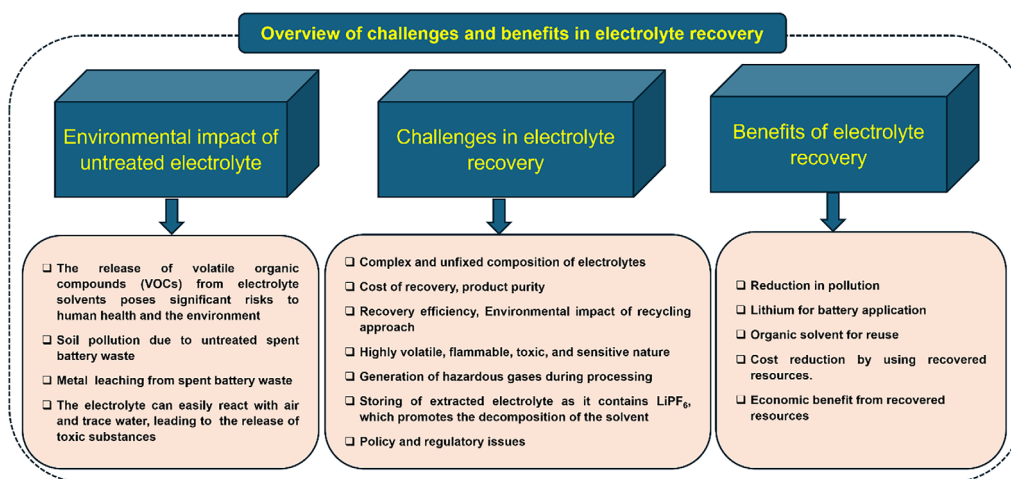 Overview of challenges and benefits in electrolyte recovery
Environmental impact of
untreated electrolyte
❑ The release of volatile organic
compounds (VOCs) from electrolyte
solvents poses significant risks to
human health and the environment
❑ Soil pollution due to untreated spent
battery waste
❑ Metal leaching from spent battery waste
❑ The electrolyte can easily react with air
and trace water, leading to the release of
toxic substances
Challenges in electrolyte
recovery
❑ Complex and unfixed composition of electrolytes
❑ Cost of recovery, product purity
❑ Recovery efficiency, Environmental impact of recycling
approach
❑ Highly volatile, flammable, toxic, and sensitive nature
❑ Generation of hazardous gases during processing
❑ Storing of extracted electrolyte as it contains LiPF₆,
which promotes the decomposition of the solvent
❑ Policy and regulatory issues
Benefits of electrolyte
recovery
❑ Reduction in pollution
❑ Lithium for battery application
❑ Organic solvent for reuse
❑ Cost reduction by using recovered
resources.
❑ Economic benefit from recovered
resources